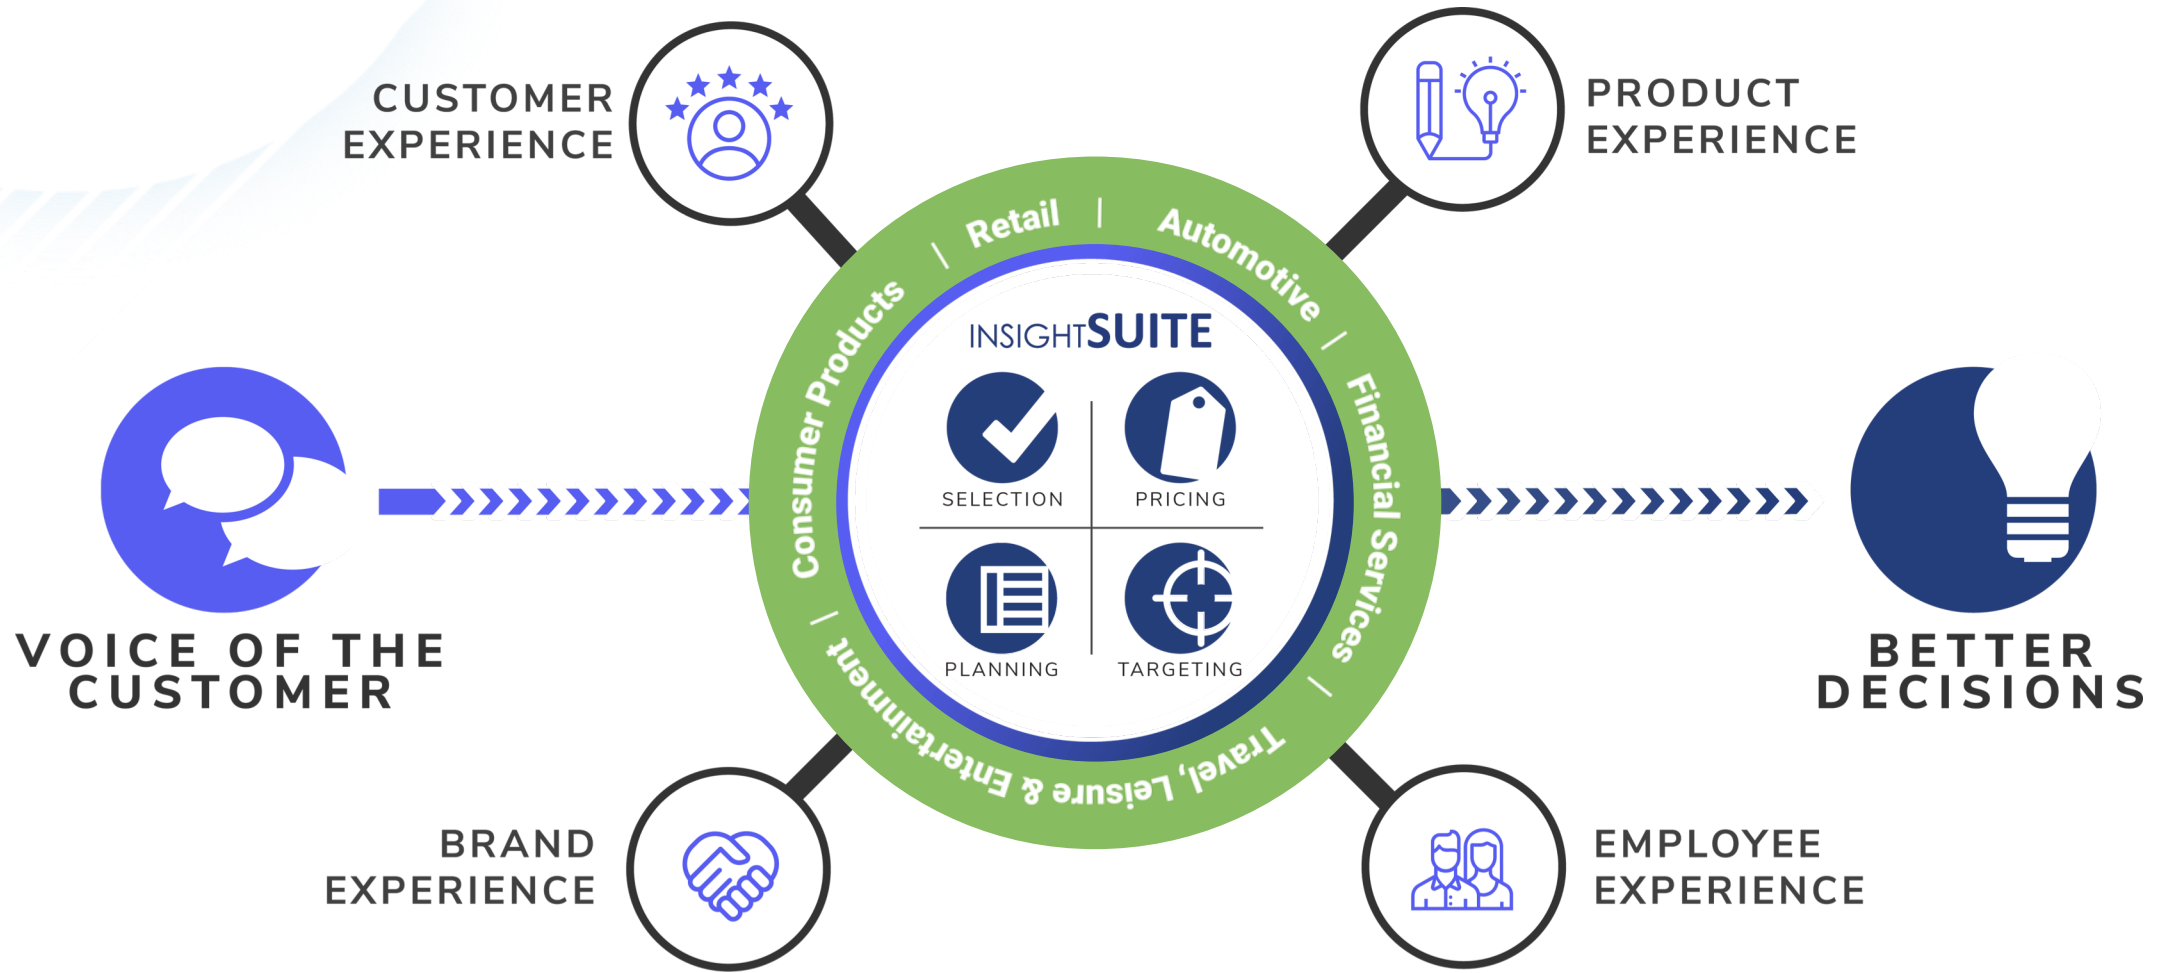 CUSTOMER
EXPERIENCE
PRODUCT
EXPERIENCE
Consumer Products | Retail | Automotive | Financial Services | Travel, Leisure & Entertainment |
INSIGHTSUITE
SELECTION
PRICING
PLANNING
TARGETING
VOICE OF THE
CUSTOMER
BETTER
DECISIONS
BRAND
EXPERIENCE
EMPLOYEE
EXPERIENCE